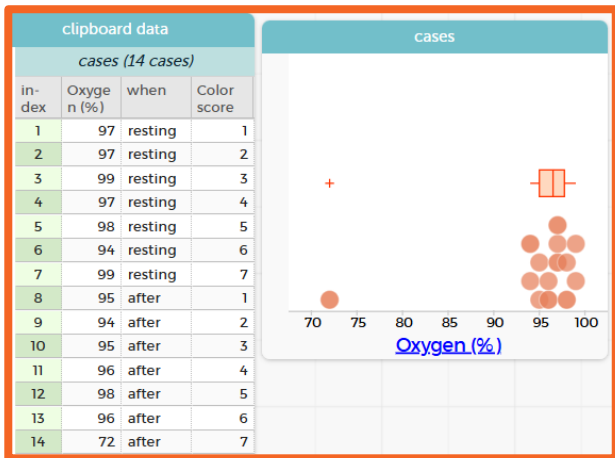 clipboard data
cases (14 cases)
in-dex Oxyge n (%) when Color score
1 97 resting 1
2 97 resting 2
3 99 resting 3
4 97 resting 4
5 98 resting 5
6 94 resting 6
7 99 resting 7
8 95 after 1
9 94 after 2
10 95 after 3
11 96 after 4
12 98 after 5
13 96 after 6
14 72 after 7
cases
70 75 80 85 90 95 100
Oxygen (%)